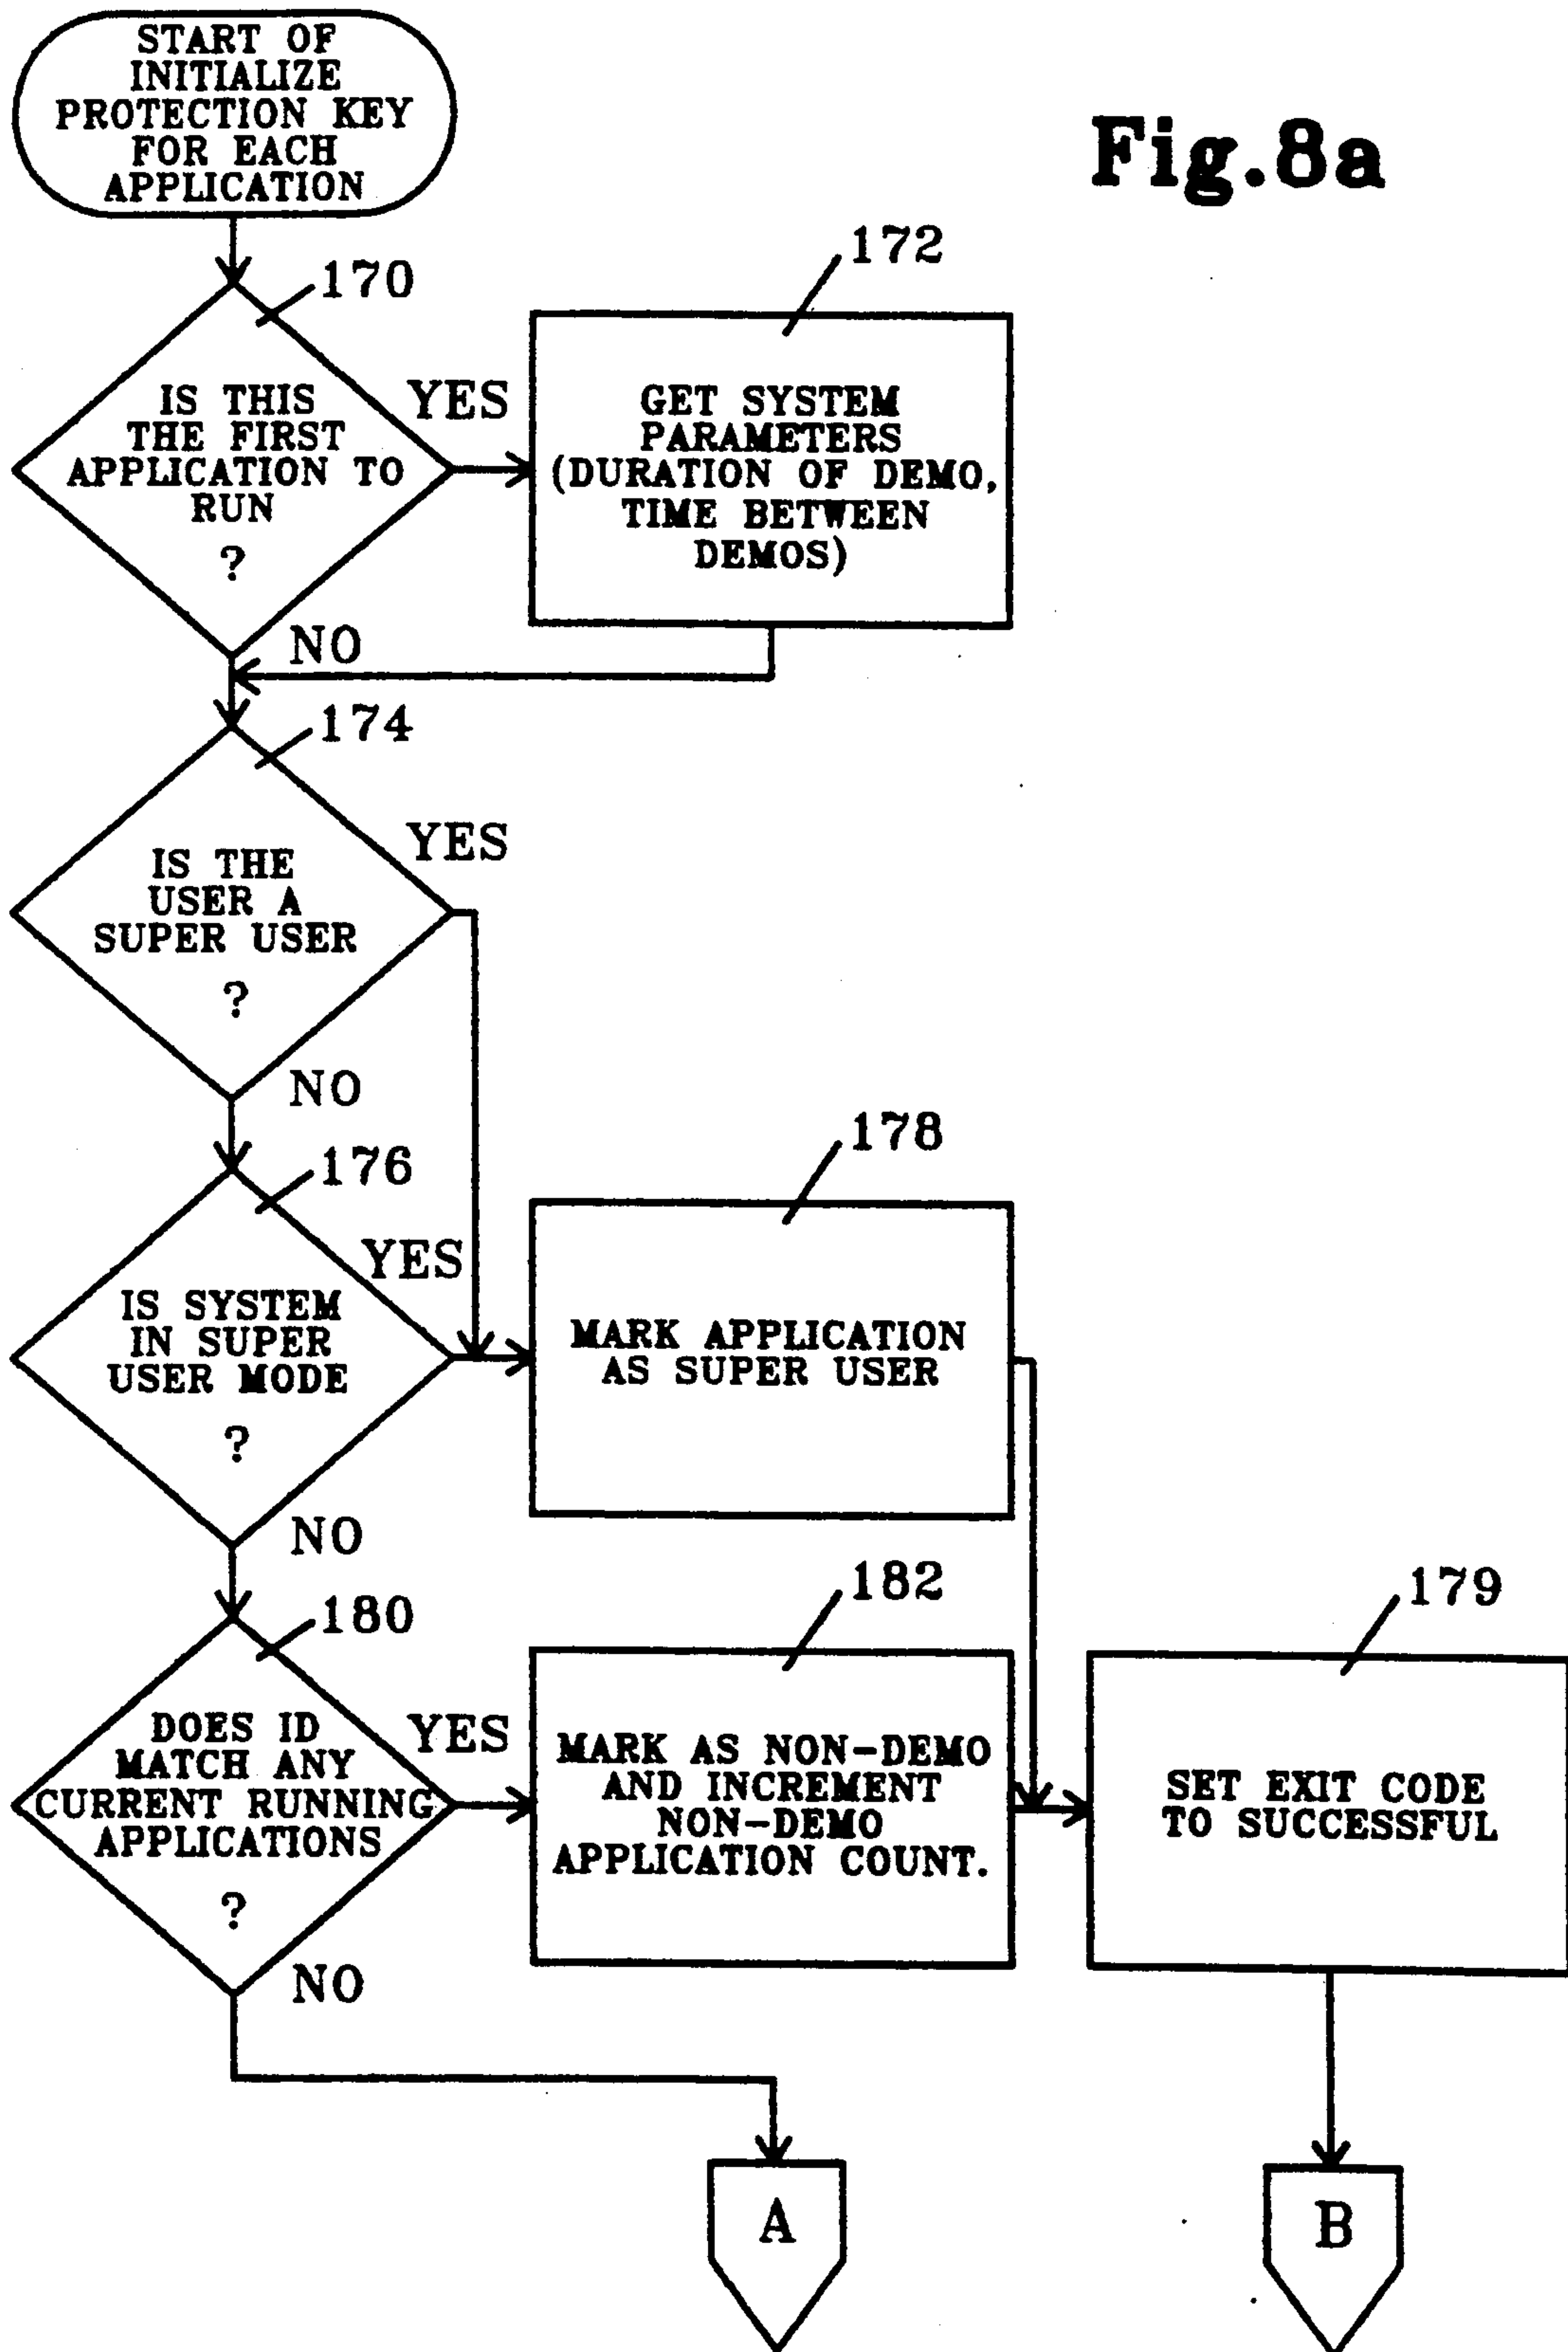 START OF
INITIALIZE
PROTECTION KEY
FOR EACH
APPLICATION
Fig.8a
170
IS THIS
THE FIRST
APPLICATION TO
RUN
?
YES
NO
172
GET SYSTEM
PARAMETERS
(DURATION OF DEMO,
TIME BETWEEN
DEMOS)
174
IS THE
USER A
SUPER USER
?
YES
NO
176
IS SYSTEM
IN SUPER
USER MODE
?
YES
NO
178
MARK APPLICATION
AS SUPER USER
180
DOES ID
MATCH ANY
CURRENT RUNNING
APPLICATIONS
?
YES
NO
182
MARK AS NON-DEMO
AND INCREMENT
NON-DEMO
APPLICATION COUNT.
179
SET EXIT CODE
TO SUCCESSFUL
A
B